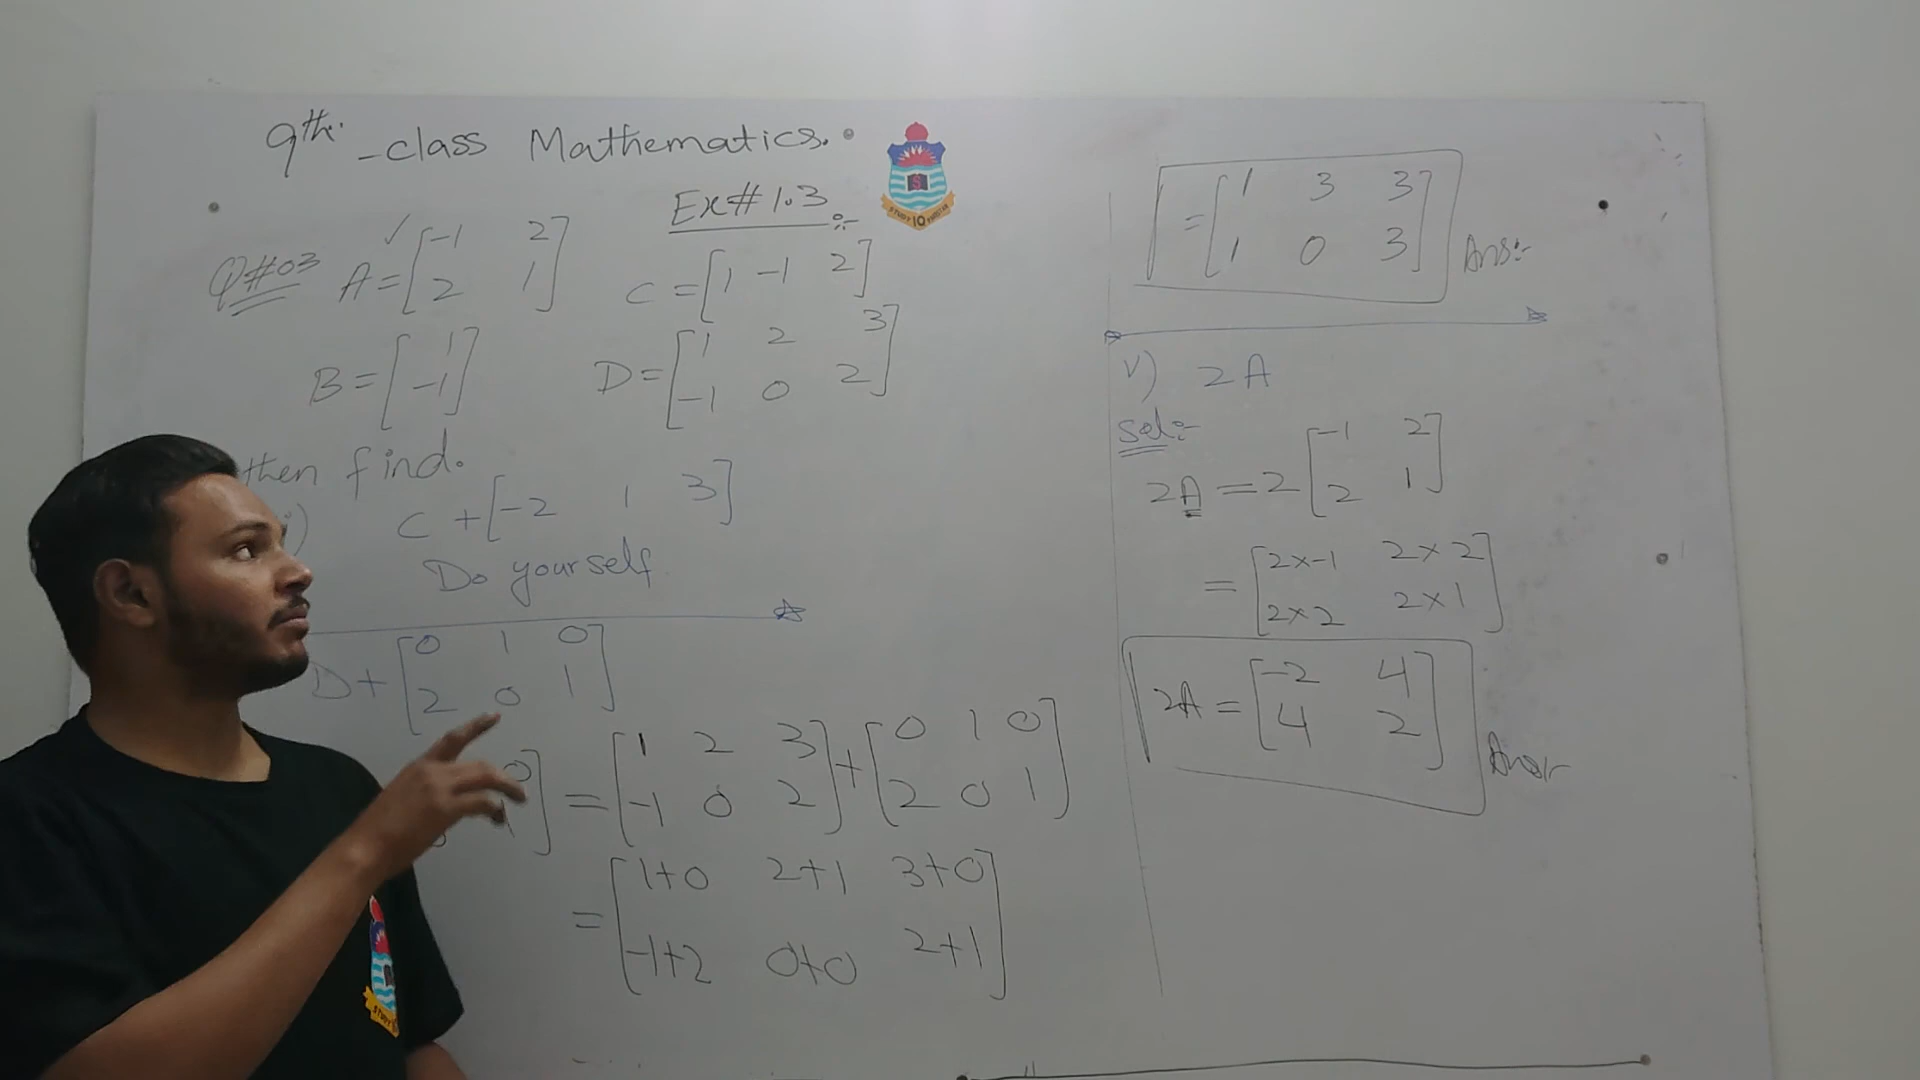 9th. - class Mathematics.
Ex# 1.3 :-
Q#03 A = [-1 2
2 1]
C = [1 -1 2]
B = [1
-1]
D = [1 2 3
-1 0 2]
then find.
C + [-2 1 3]
Do yourself
D + [0 1 0
2 0 1]
= [1 2 3
-1 0 2] + [0 1 0
2 0 1]
= [1+0 2+1 3+0
-1+2 0+0 2+1]
= [1 3 3
1 0 3] Ans:-
v) 2A
Sol:-
2A = 2 [-1 2
2 1]
= [2×-1 2×2
2×2 2×1]
2A = [-2 4
4 2] Ans:-